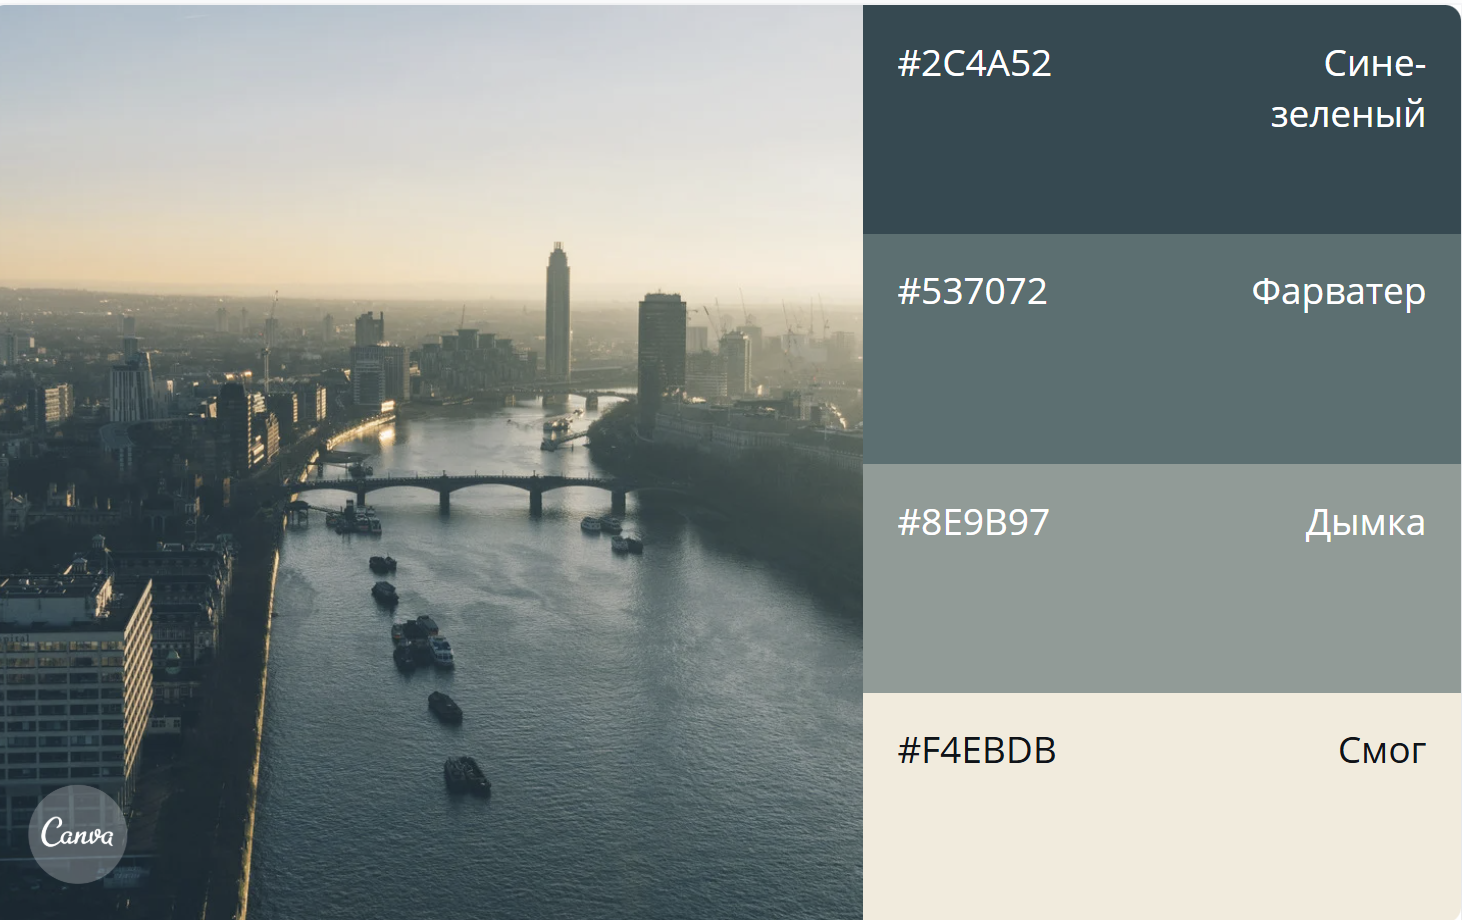 #2C4A52
Сине-
зеленый
#537072
Фарватер
#8E9B97
Дымка
#F4EBDB
Смог
Canva